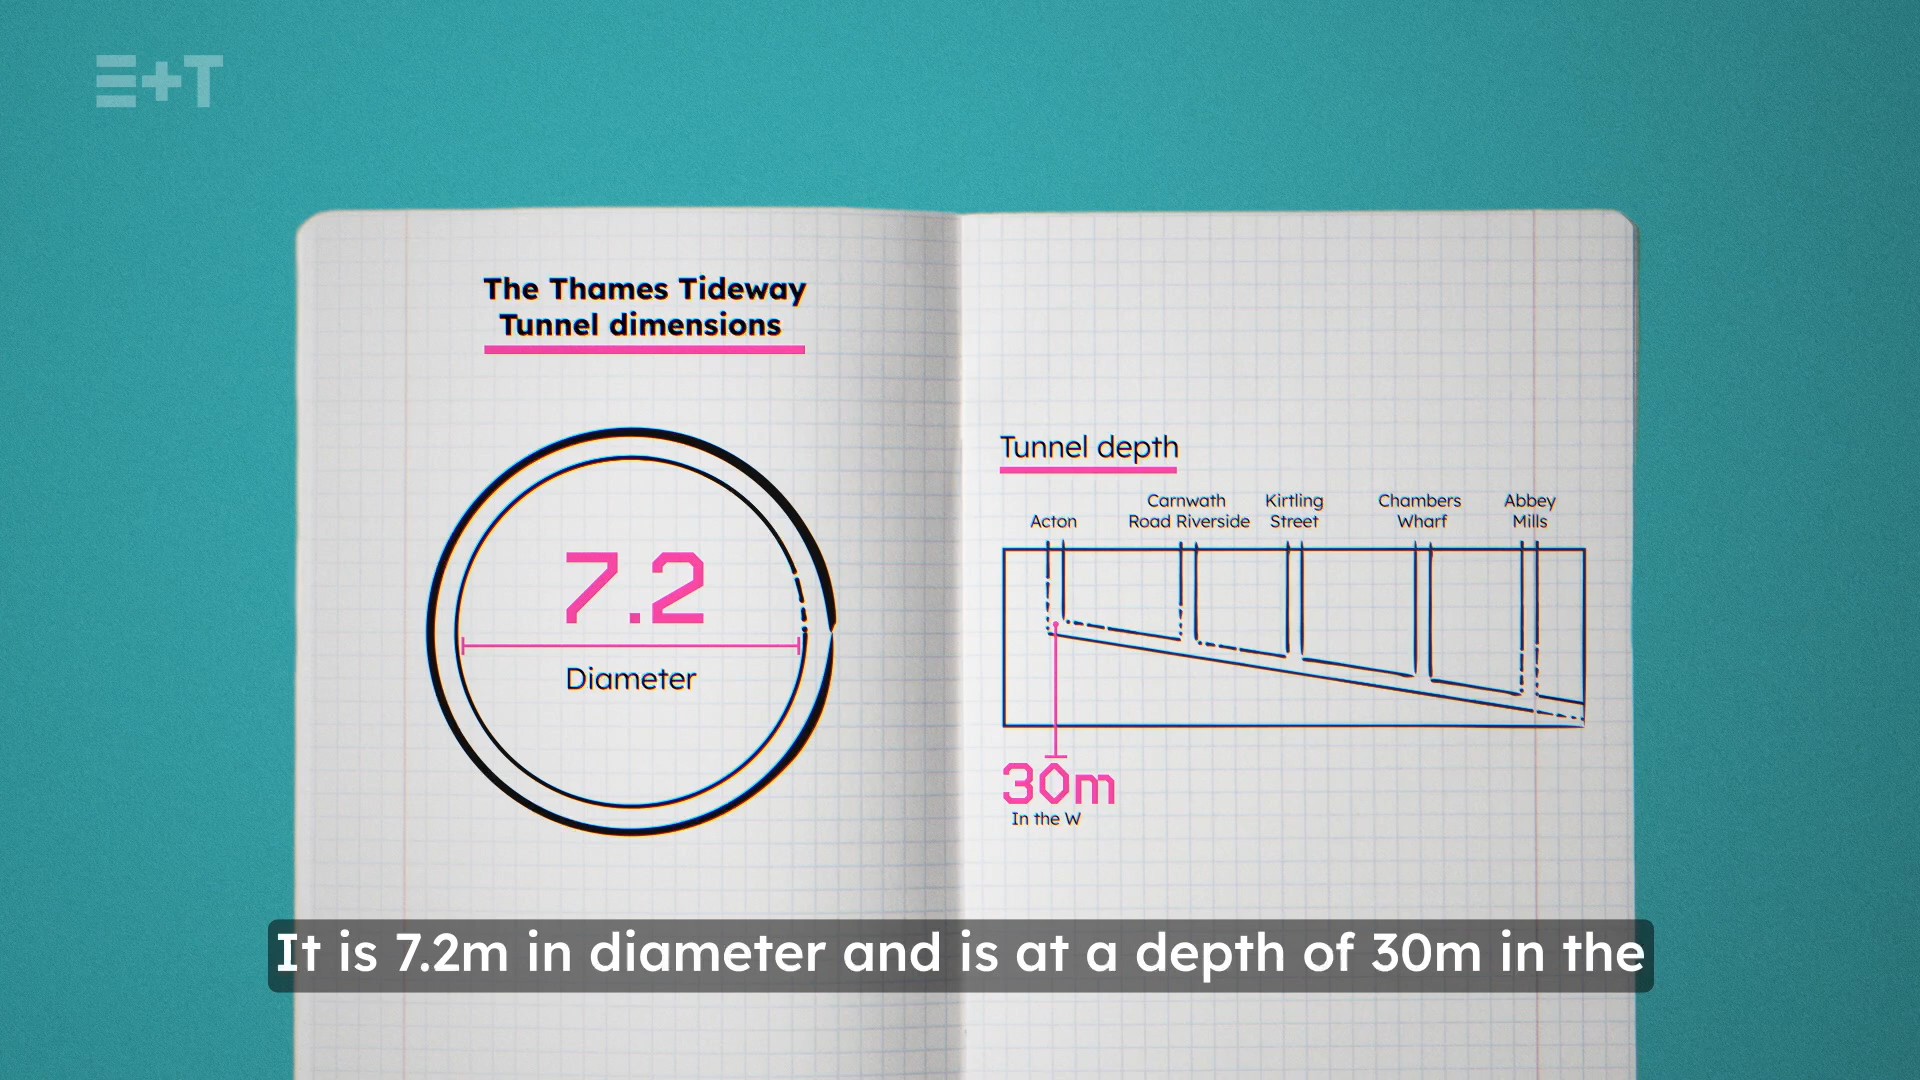 E+T
The Thames Tideway
Tunnel dimensions
7.2
Diameter
Tunnel depth
Acton
Carnwath
Road Riverside
Kirtling
Street
Chambers
Wharf
Abbey
Mills
30m
In the W
It is 7.2m in diameter and is at a depth of 30m in the